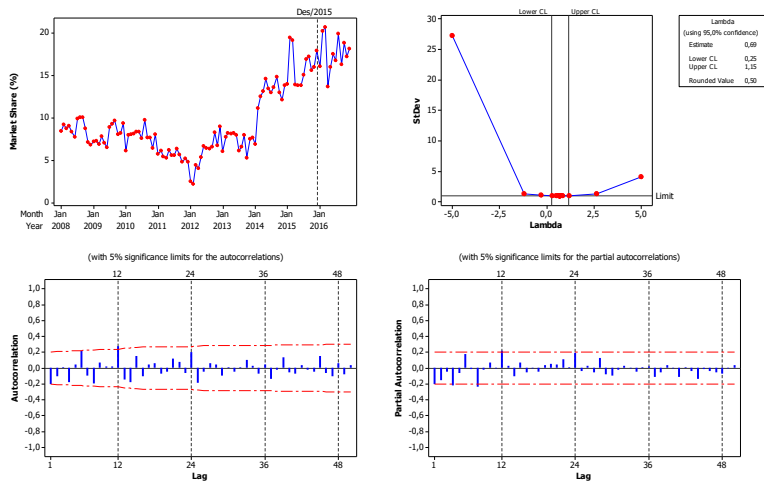 Des/2015
Market Share (%)
20
15
10
5
0
Month Jan Jan Jan Jan Jan Jan Jan Jan Jan
Year 2008 2009 2010 2011 2012 2013 2014 2015 2016
Lower CL Upper CL
StDev
30
25
20
15
10
5
0
Limit
-5,0 -2,5 0,0 2,5 5,0
Lambda
Lambda
(using 95,0% confidence)
Estimate 0,69
Lower CL 0,25
Upper CL 1,15
Rounded Value 0,50
(with 5% significance limits for the autocorrelations)
12 24 36 48
Autocorrelation
1,0
0,8
0,6
0,4
0,2
0,0
-0,2
-0,4
-0,6
-0,8
-1,0
1 12 24 36 48
Lag
(with 5% significance limits for the partial autocorrelations)
12 24 36 48
Partial Autocorrelation
1,0
0,8
0,6
0,4
0,2
0,0
-0,2
-0,4
-0,6
-0,8
-1,0
1 12 24 36 48
Lag